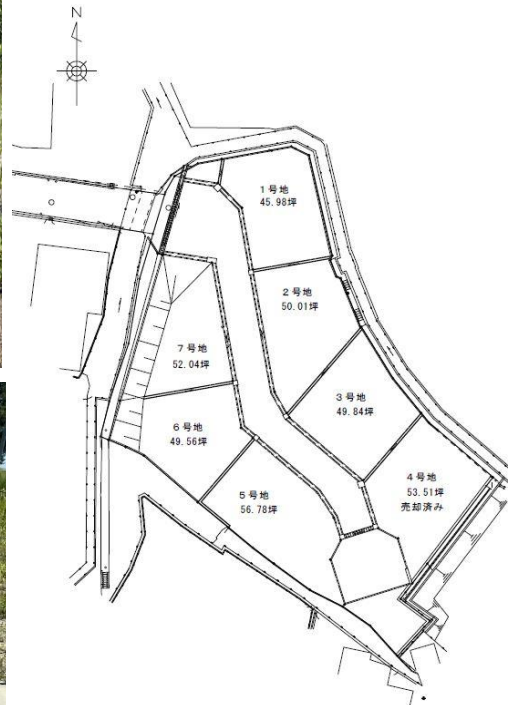 N
1号地
45.98坪
2号地
50.01坪
7号地
52.04坪
3号地
49.84坪
6号地
49.56坪
4号地
53.51坪
売却済み
5号地
56.78坪